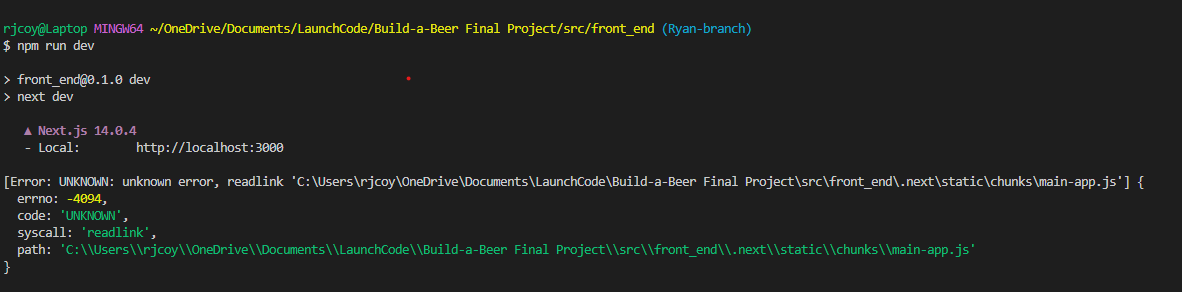 rjcoy@Laptop MINGW64 ~/OneDrive/Documents/LaunchCode/Build-a-Beer Final Project/src/front_end (Ryan-branch)
$ npm run dev
> front_end@0.1.0 dev
> next dev
▲ Next.js 14.0.4
- Local: http://localhost:3000
[Error: UNKNOWN: unknown error, readlink 'C:\Users\rjcoy\OneDrive\Documents\LaunchCode\Build-a-Beer Final Project\src\front_end\.next\static\chunks\main-app.js'] {
errno: -4094,
code: 'UNKNOWN',
syscall: 'readlink',
path: 'C:\\Users\\rjcoy\\OneDrive\\Documents\\LaunchCode\\Build-a-Beer Final Project\\src\\front_end\\.next\\static\\chunks\\main-app.js'
}